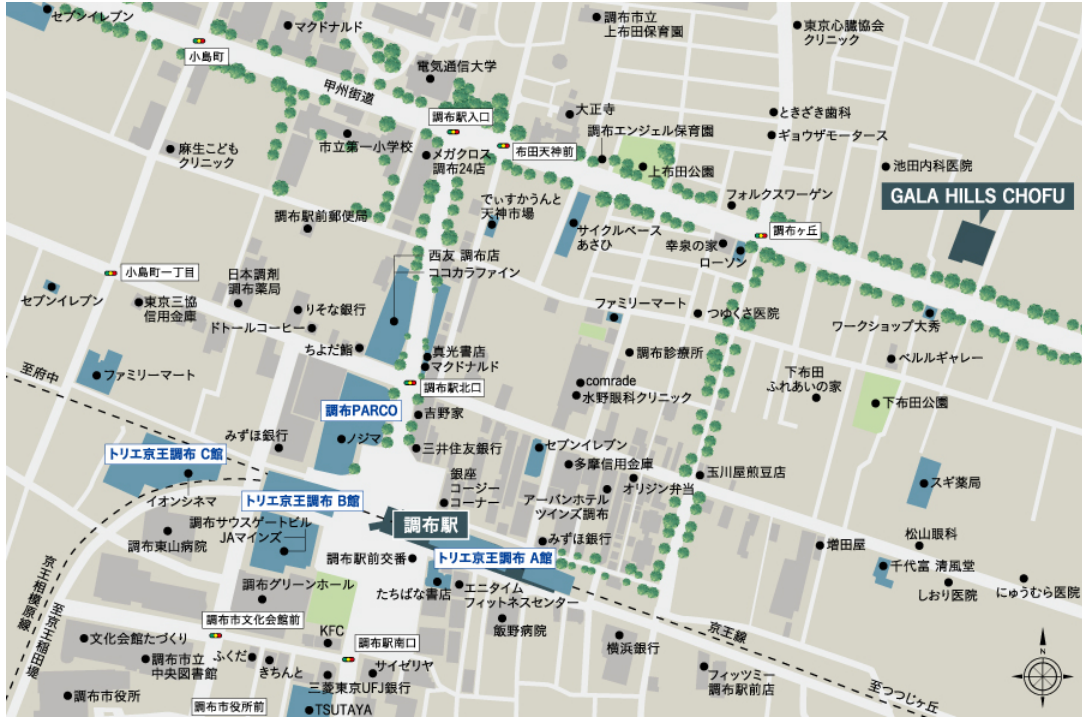 セブンイレブン
マクドナルド
調布市立
上布田保育園
東京心臓協会
クリニック
小島町
電気通信大学
甲州街道
調布駅入口
大正寺
ときざき歯科
ギョウザモータース
調布エンジェル保育園
布田天神前
市立第一小学校
麻生こども
クリニック
メガクロス
調布24店
上布田公園
池田内科医院
フォルクスワーゲン
GALA HILLS CHOFU
でぃすかうんと
天神市場
調布駅前郵便局
サイクルベース
あさひ
調布ヶ丘
幸泉の家
ローソン
西友 調布店
ココカラファイン
小島町一丁目
日本調剤
調布薬局
セブンイレブン
東京三協
信用金庫
りそな銀行
ドトールコーヒー
ファミリーマート
つゆくさ医院
ワークショップ大秀
ちよだ鮨
真光書店
マクドナルド
調布診療所
ベルルギャレー
至府中
ファミリーマート
調布駅北口
comrade
水野眼科クリニック
下布田
ふれあいの家
下布田公園
調布PARCO
吉野家
ノジマ
みずほ銀行
三井住友銀行
セブンイレブン
トリエ京王調布 C館
多摩信用金庫
玉川屋煎豆店
イオンシネマ
トリエ京王調布 B館
銀座
コージー
コーナー
オリジン弁当
アーバンホテル
ツインズ調布
スギ薬局
調布サウスゲートビル
JAマインズ
調布駅
調布東山病院
みずほ銀行
増田屋
松山眼科
調布駅前交番
トリエ京王調布 A館
千代富 清風堂
たちばな書店
エニタイム
フィットネスセンター
しおり医院
にゅうむら医院
調布グリーンホール
京王相模原線
至京王稲田堤
調布市文化会館前
飯野病院
京王線
文化会館たづくり
KFC
調布駅南口
横浜銀行
調布市立
中央図書館
ふくだ
きちんと
サイゼリヤ
フィッツミー
調布駅前店
至つつじヶ丘
三菱東京UFJ銀行
調布市役所
調布市役所前
TSUTAYA
N